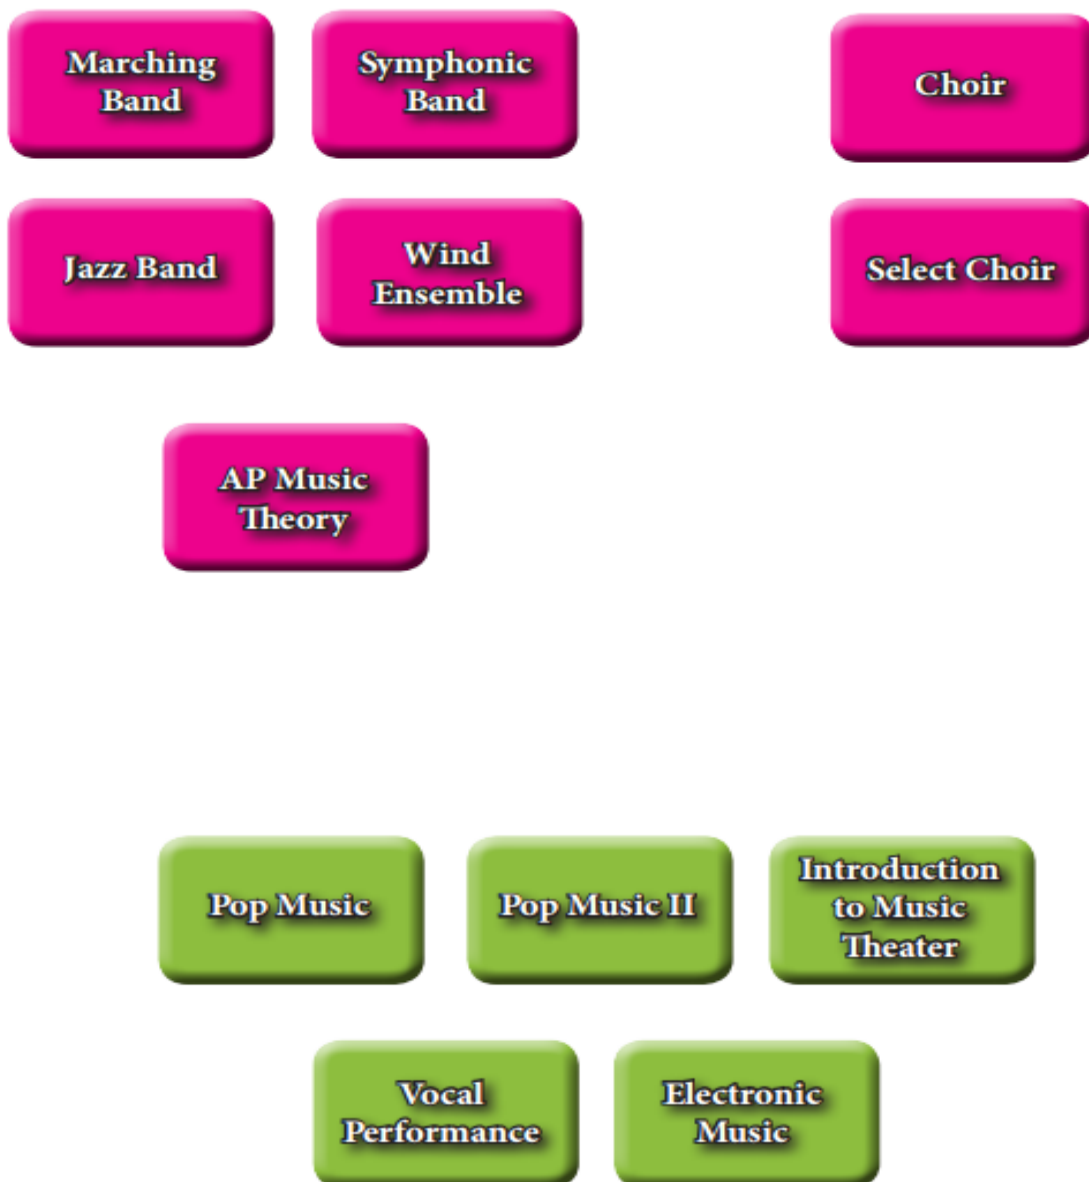 Marching
Band
Symphonic
Band
Choir
Jazz Band
Wind
Ensemble
Select Choir
AP Music
Theory
Pop Music
Pop Music II
Introduction
to Music
Theater
Vocal
Performance
Electronic
Music